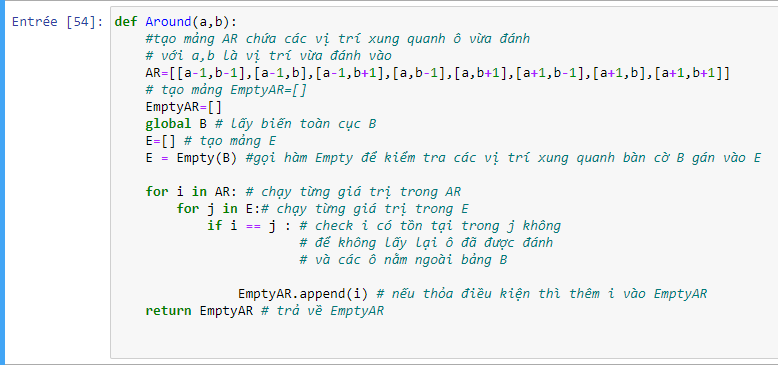 Entrée [54]: def Around(a,b):
#tạo mảng AR chứa các vị trí xung quanh ô vừa đánh
# với a,b là vị trí vừa đánh vào
AR=[[a-1,b-1],[a-1,b],[a-1,b+1],[a,b-1],[a,b+1],[a+1,b-1],[a+1,b],[a+1,b+1]]
# tạo mảng EmptyAR=[]
EmptyAR=[]
global B # lấy biến toàn cục B
E=[] # tạo mảng E
E = Empty(B) #gọi hàm Empty để kiểm tra các vị trí xung quanh bàn cờ B gán vào E
for i in AR: # chạy từng giá trị trong AR
for j in E:# chạy từng giá trị trong E
if i == j : # check i có tồn tại trong j không
# để không lấy lại ô đã được đánh
# và các ô nằm ngoài bảng B
EmptyAR.append(i) # nếu thỏa điều kiện thì thêm i vào EmptyAR
return EmptyAR # trả về EmptyAR